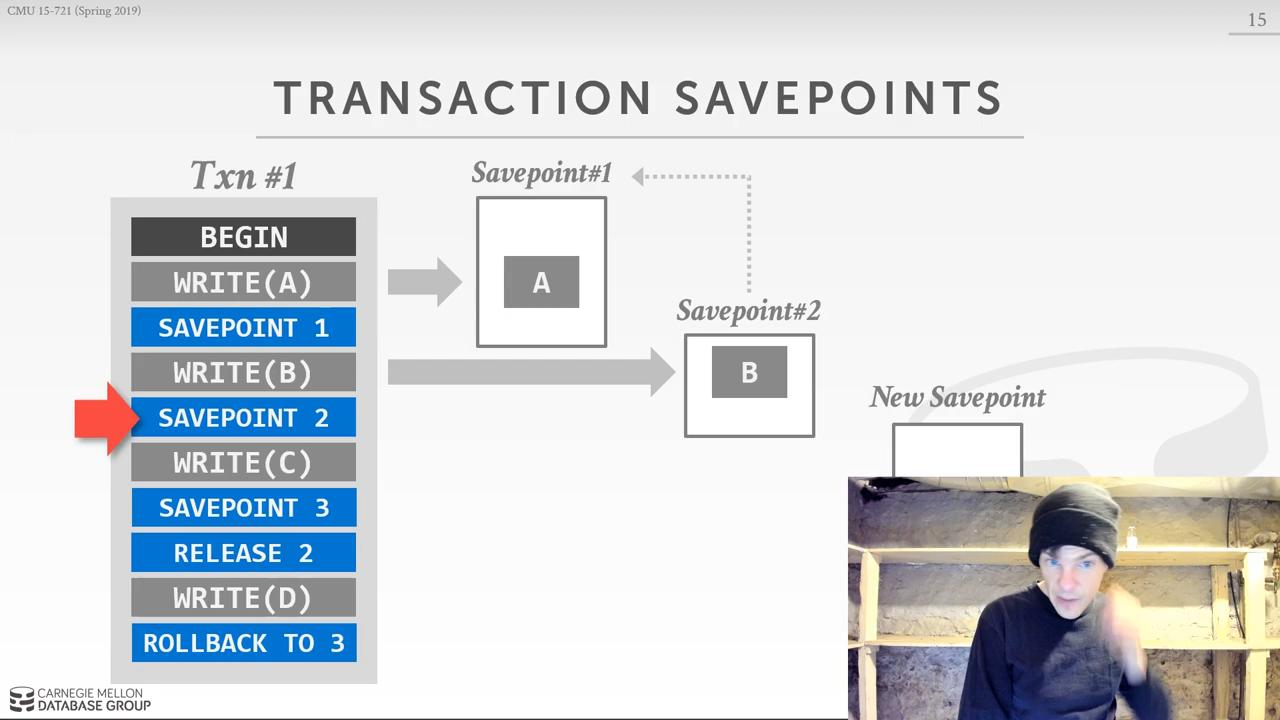 CMU 15-721 (Spring 2019)
15
TRANSACTION SAVEPOINTS
Txn #1
BEGIN
WRITE(A)
SAVEPOINT 1
WRITE(B)
SAVEPOINT 2
WRITE(C)
SAVEPOINT 3
RELEASE 2
WRITE(D)
ROLLBACK TO 3
Savepoint#1
A
Savepoint#2
B
New Savepoint
CARNEGIE MELLON
DATABASE GROUP